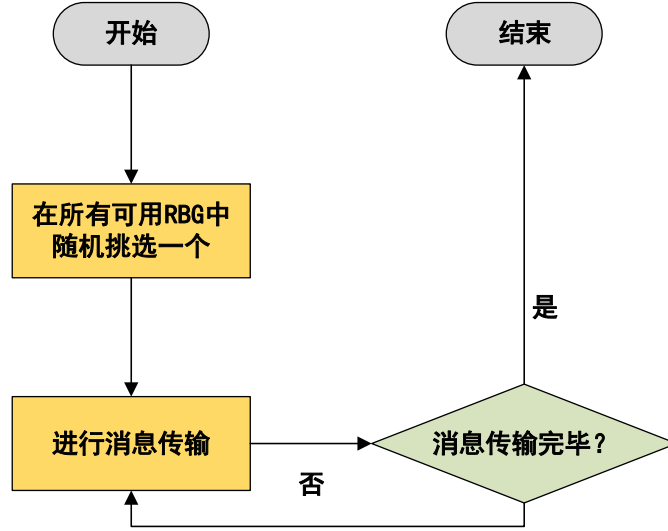 开始
结束
在所有可用RBG中
随机挑选一个
是
进行消息传输
消息传输完毕?
否